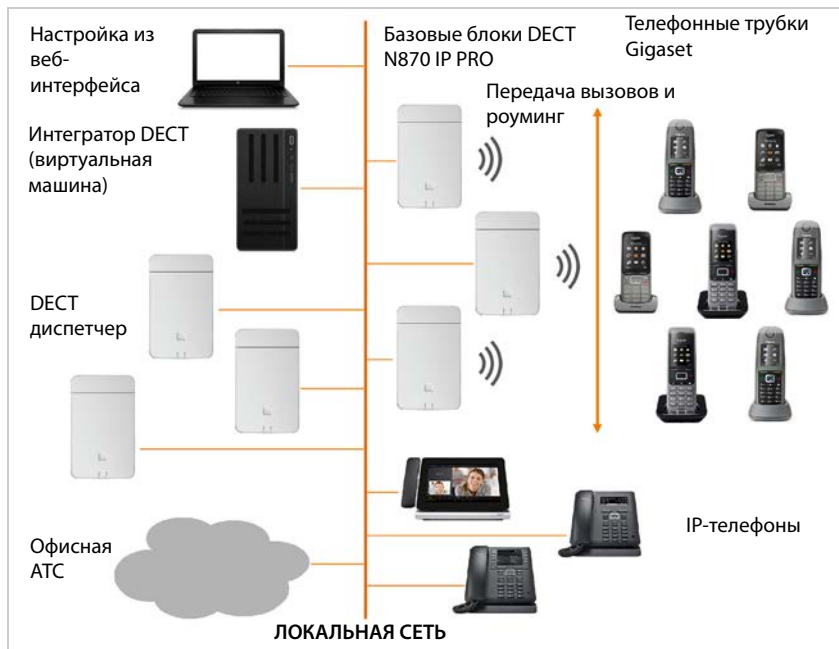 Настройка из
веб-
интерфейса
Базовые блоки DECT
N870 IP PRO
Телефонные трубки
Gigaset
Передача вызовов и
роуминг
Интегратор DECT
(виртуальная
машина)
DECT
диспетчер
IP-телефоны
Офисная
АТС
ЛОКАЛЬНАЯ СЕТЬ